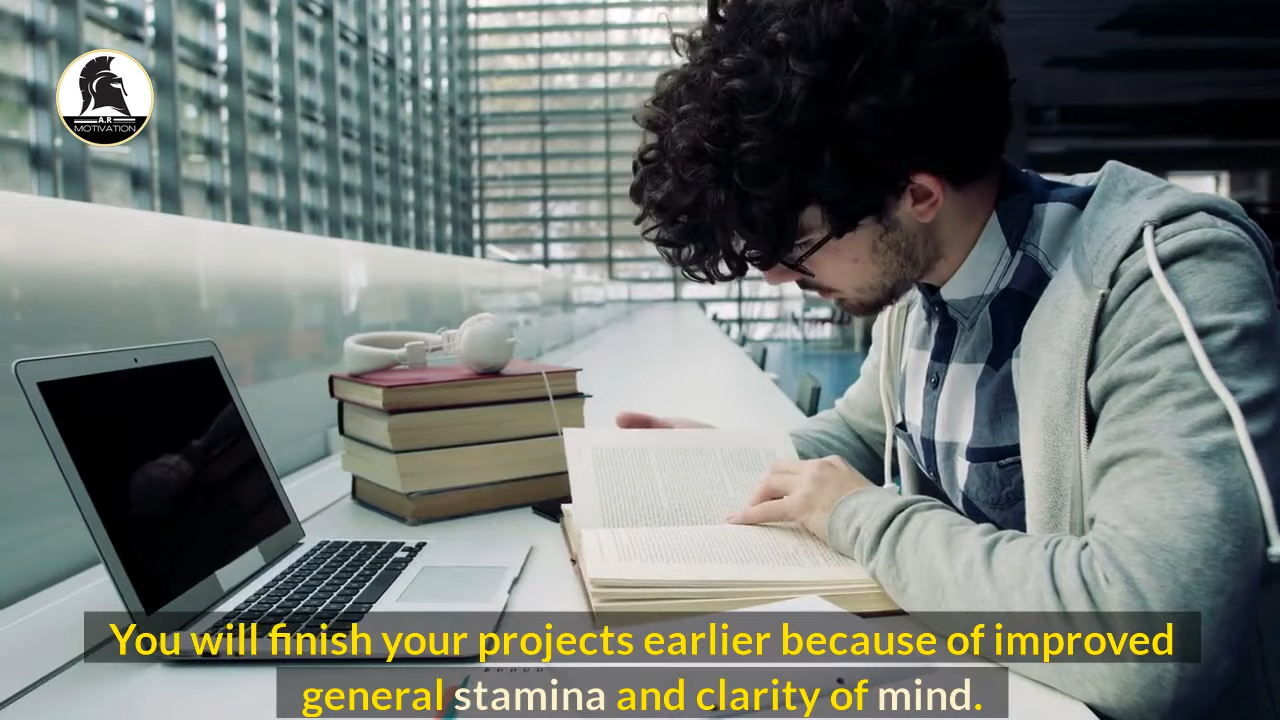 A.R
MOTIVATION
You will finish your projects earlier because of improved
general stamina and clarity of mind.